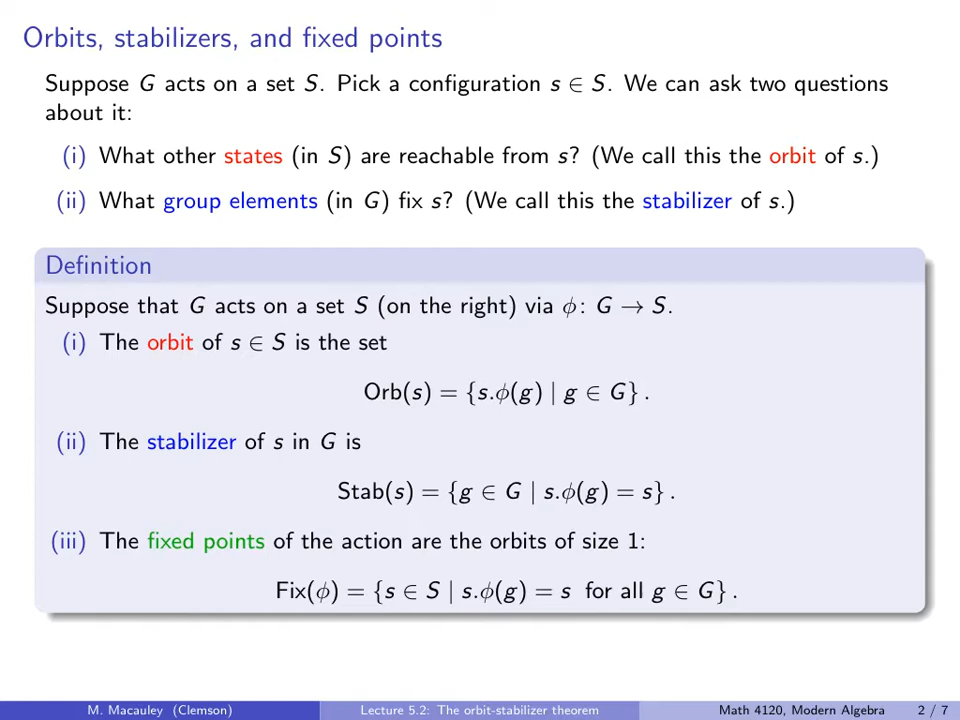 Orbits, stabilizers, and fixed points
Suppose G acts on a set S. Pick a configuration s ∈ S. We can ask two questions
about it:
(i) What other states (in S) are reachable from s? (We call this the orbit of s.)
(ii) What group elements (in G) fix s? (We call this the stabilizer of s.)
Definition
Suppose that G acts on a set S (on the right) via ϕ: G → S.
(i) The orbit of s ∈ S is the set
Orb(s) = {s.ϕ(g) | g ∈ G} .
(ii) The stabilizer of s in G is
Stab(s) = {g ∈ G | s.ϕ(g) = s} .
(iii) The fixed points of the action are the orbits of size 1:
Fix(ϕ) = {s ∈ S | s.ϕ(g) = s for all g ∈ G} .
M. Macauley (Clemson) Lecture 5.2: The orbit-stabilizer theorem Math 4120, Modern Algebra 2 / 7